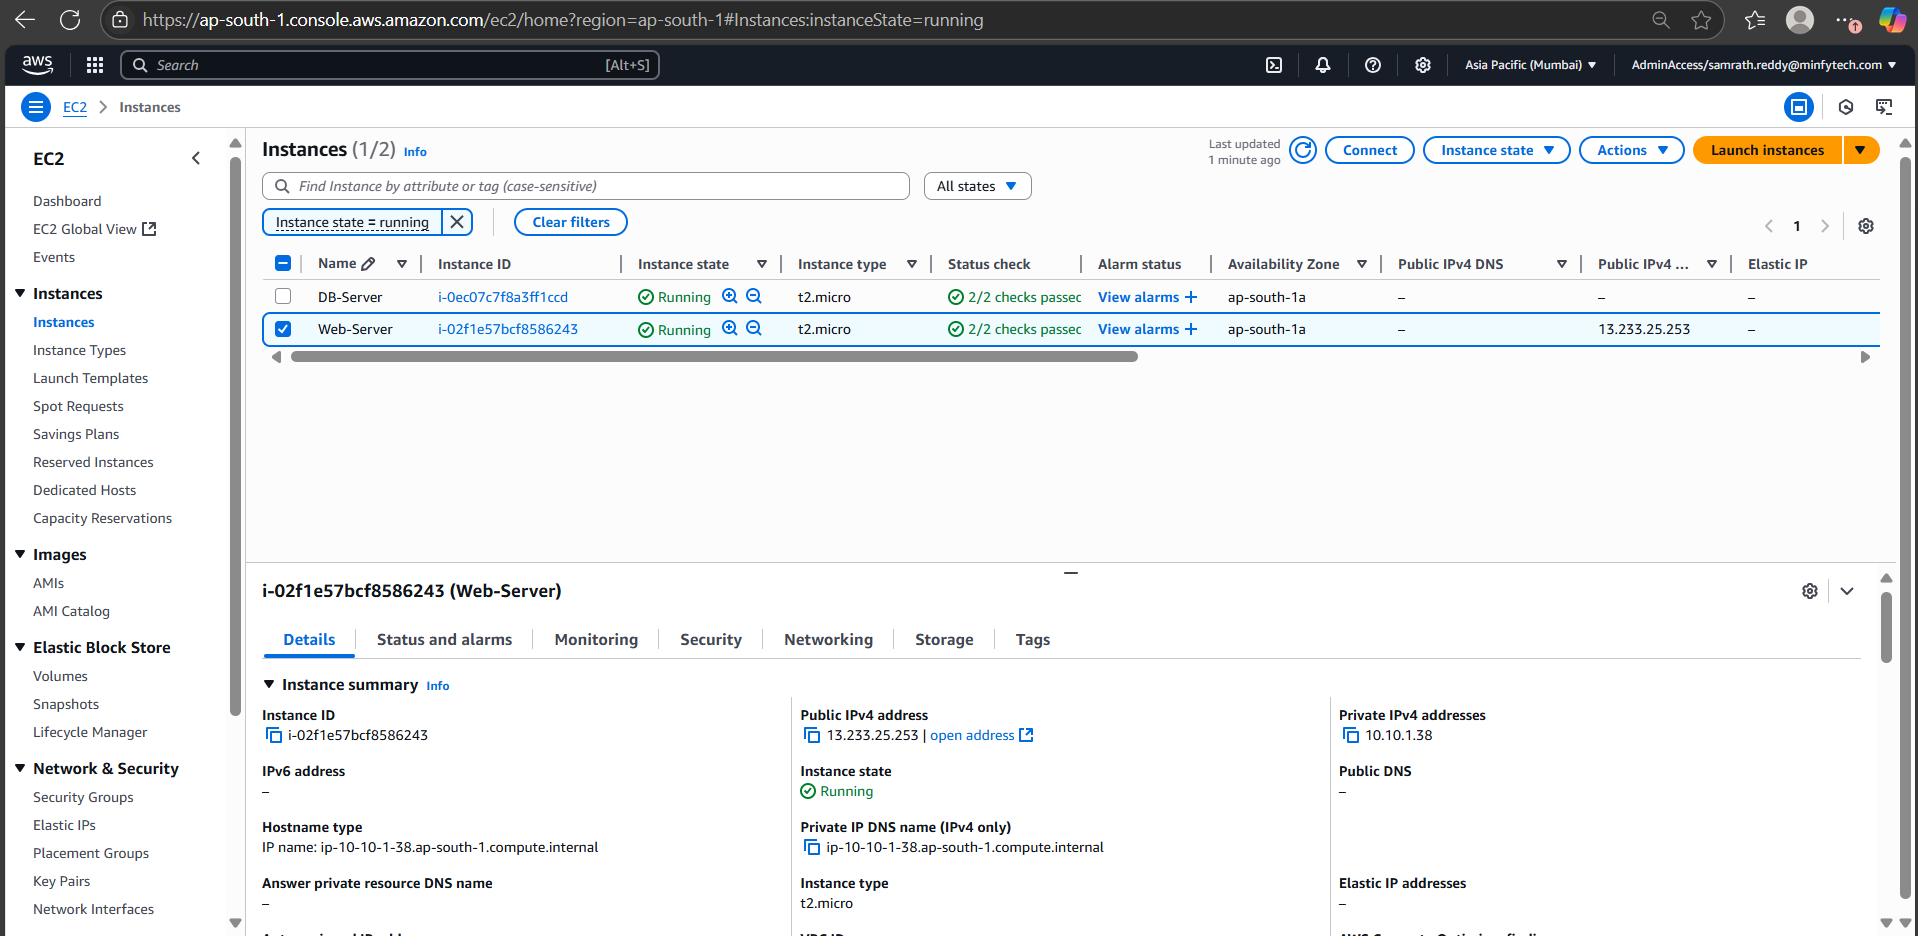 https://ap-south-1.console.aws.amazon.com/ec2/home?region=ap-south-1#Instances:instanceState=running
aws
Search
[Alt+S]
Asia Pacific (Mumbai)
AdminAccess/samrath.reddy@minfytech.com
EC2
Instances
EC2
Dashboard
EC2 Global View
Events
Instances
Instances
Instance Types
Launch Templates
Spot Requests
Savings Plans
Reserved Instances
Dedicated Hosts
Capacity Reservations
Images
AMIs
AMI Catalog
Elastic Block Store
Volumes
Snapshots
Lifecycle Manager
Network & Security
Security Groups
Elastic IPs
Placement Groups
Key Pairs
Network Interfaces
Instances (1/2) Info
Last updated
1 minute ago
Connect
Instance state
Actions
Launch instances
Find Instance by attribute or tag (case-sensitive)
All states
Instance state = running
Clear filters
1
Name Instance ID Instance state Instance type Status check Alarm status Availability Zone Public IPv4 DNS Public IPv4 ... Elastic IP
DB-Server i-0ec07c7f8a3ff1ccd Running t2.micro 2/2 checks passec View alarms + ap-south-1a – – –
Web-Server i-02f1e57bcf8586243 Running t2.micro 2/2 checks passec View alarms + ap-south-1a – 13.233.25.253 –
i-02f1e57bcf8586243 (Web-Server)
Details Status and alarms Monitoring Security Networking Storage Tags
Instance summary Info
Instance ID
i-02f1e57bcf8586243
Public IPv4 address
13.233.25.253 | open address
Private IPv4 addresses
10.10.1.38
IPv6 address
–
Instance state
Running
Public DNS
–
Hostname type
IP name: ip-10-10-1-38.ap-south-1.compute.internal
Private IP DNS name (IPv4 only)
ip-10-10-1-38.ap-south-1.compute.internal
Answer private resource DNS name
–
Instance type
t2.micro
Elastic IP addresses
–